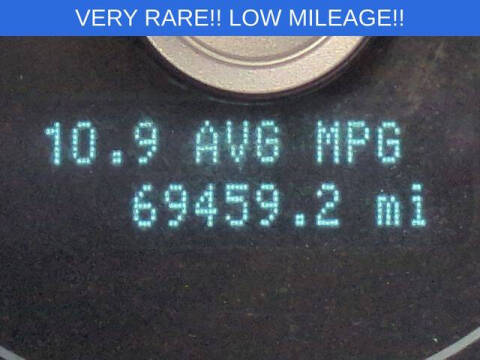 VERY RARE!! LOW MILEAGE!!
10.9 AVG MPG
69459.2 mi